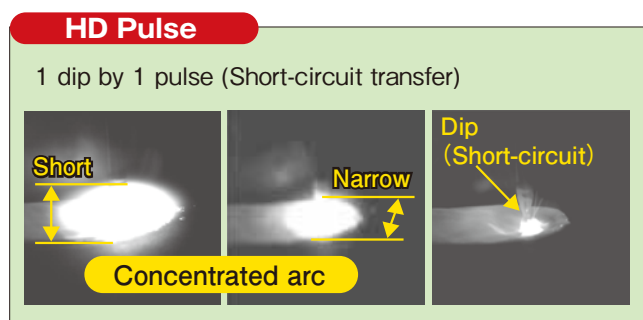 HD Pulse
1 dip by 1 pulse (Short-circuit transfer)
Short
Narrow
Dip
（Short-circuit）
Concentrated arc